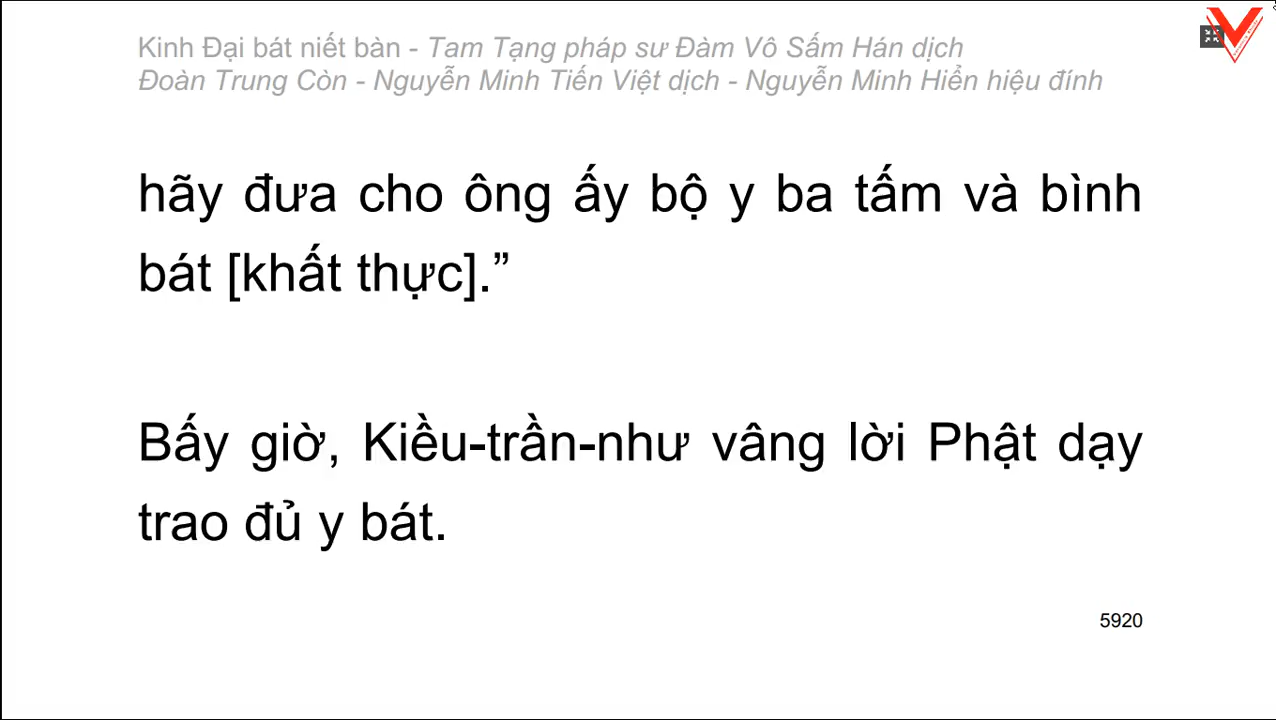 Kinh Đại bát niết bàn - Tam Tạng pháp sư Đàm Vô Sấm Hán dịch
Đoàn Trung Còn - Nguyễn Minh Tiến Việt dịch - Nguyễn Minh Hiển hiệu đính
hãy đưa cho ông ấy bộ y ba tấm và bình
bát [khất thực].”
Bấy giờ, Kiều-trần-như vâng lời Phật dạy
trao đủ y bát.
5920